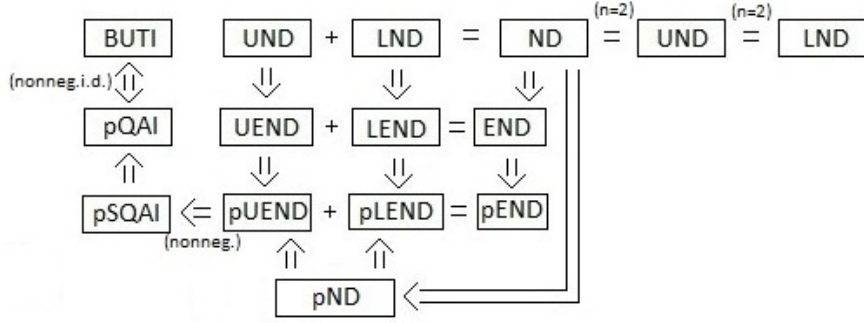 (n=2) (n=2)
BUTI UND + LND = ND = UND = LND
(nonneg.i.d.)
pQAI UEND + LEND = END
pSQAI ⇐ pUEND + pLEND = pEND
(nonneg.)
pND